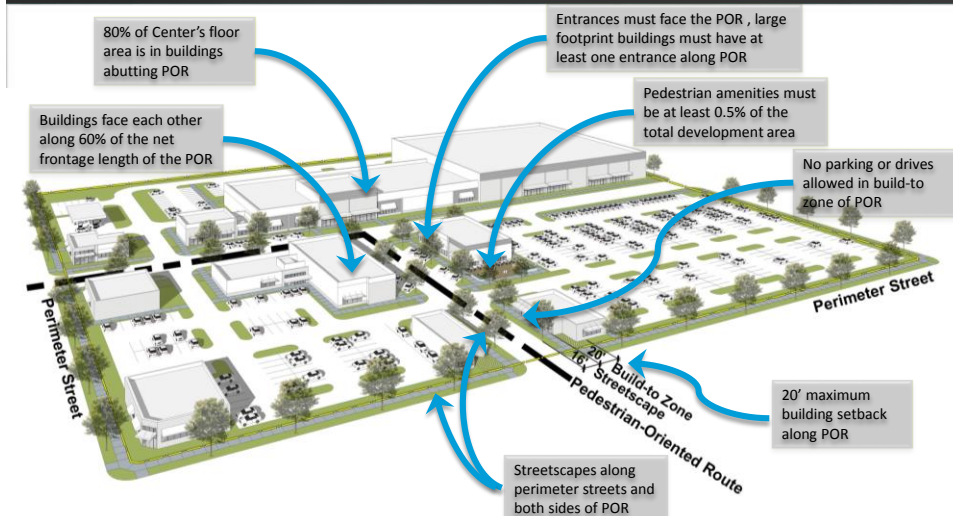 80% of Center's floor
area is in buildings
abutting POR
Entrances must face the POR , large
footprint buildings must have at
least one entrance along POR
Buildings face each other
along 60% of the net
frontage length of the POR
Pedestrian amenities must
be at least 0.5% of the
total development area
No parking or drives
allowed in build-to
zone of POR
Perimeter Street
Perimeter Street
20'
Build-to Zone
16'
Streetscape
Pedestrian-Oriented Route
20' maximum
building setback
along POR
Streetscapes along
perimeter streets and
both sides of POR